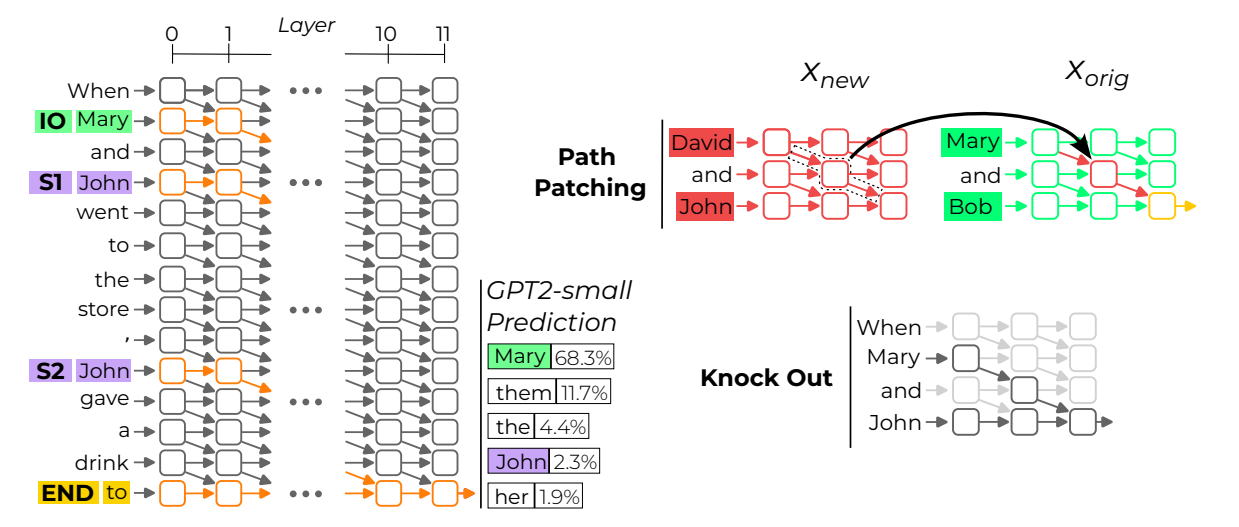 Layer
0 1 10 11
When
IO Mary
and
S1 John
went
to
the
store
,
S2 John
gave
a
drink
END to
GPT2-small
Prediction
Mary 68.3%
them 11.7%
the 4.4%
John 2.3%
her 1.9%
Path
Patching
Xnew
David
and
John
Xorig
Mary
and
Bob
Knock Out
When
Mary
and
John